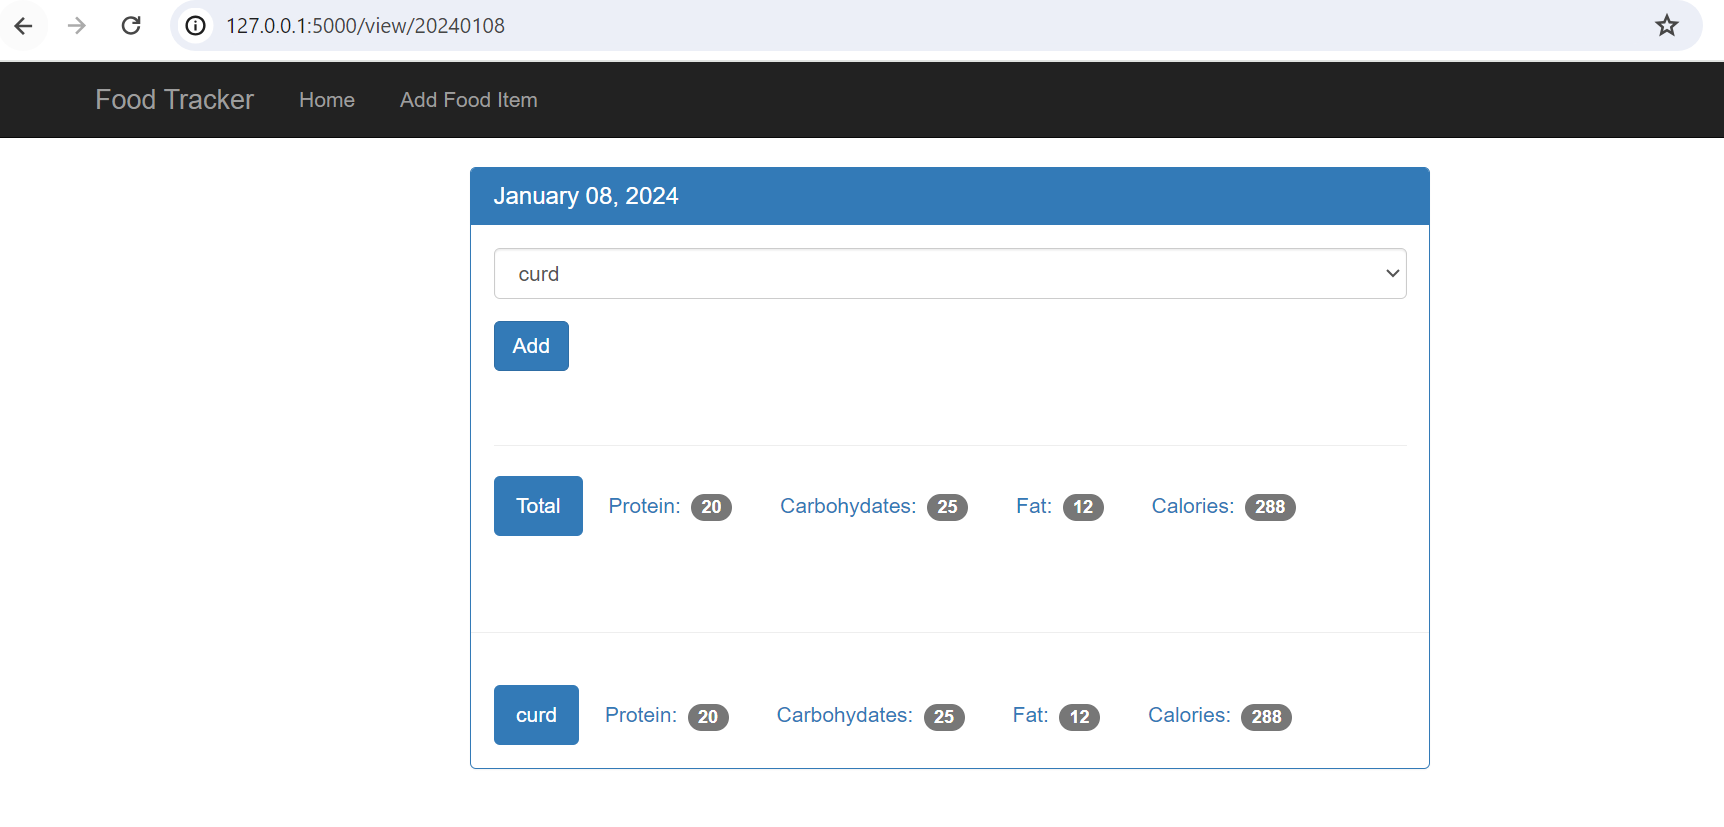 127.0.0.1:5000/view/20240108
Food Tracker Home Add Food Item
January 08, 2024
curd
Add
Total Protein: 20 Carbohydates: 25 Fat: 12 Calories: 288
curd Protein: 20 Carbohydates: 25 Fat: 12 Calories: 288